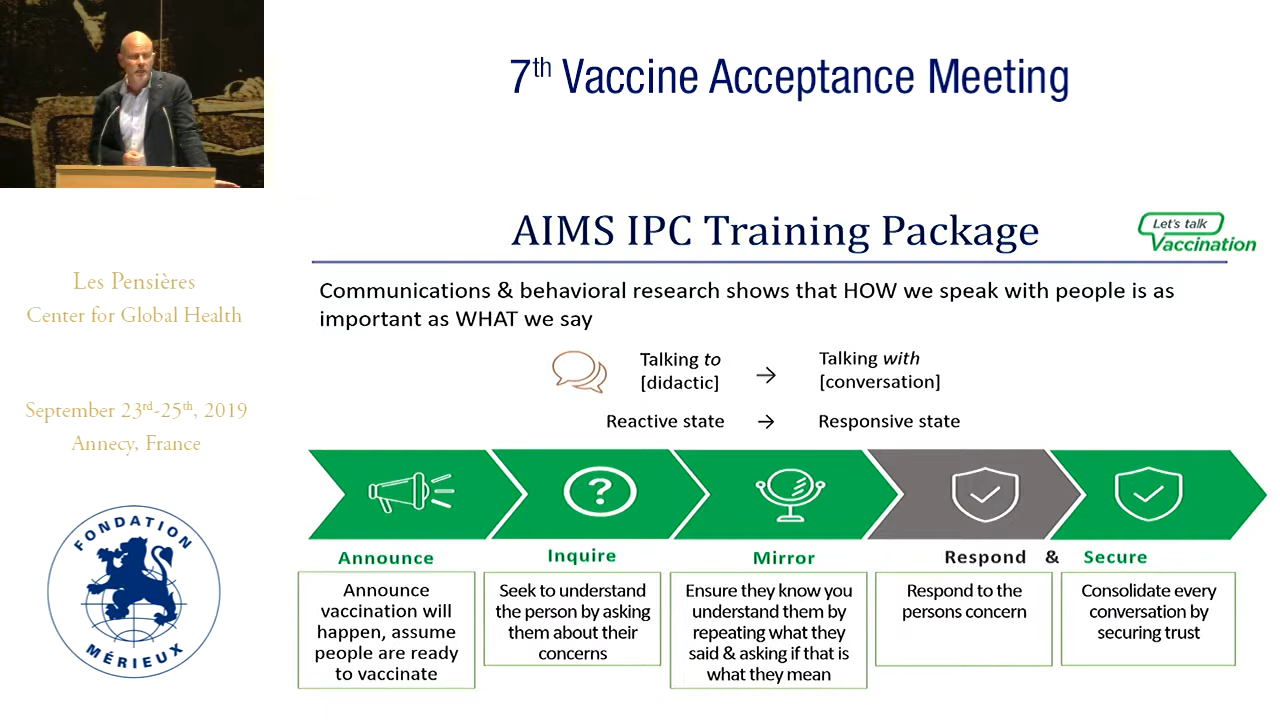 7th Vaccine Acceptance Meeting
Les Pensières
Center for Global Health
September 23rd-25th, 2019
Annecy, France
FONDATION
MÉRIEUX
AIMS IPC Training Package
Let's talk
Vaccination
Communications & behavioral research shows that HOW we speak with people is as
important as WHAT we say
Talking to
[didactic]
→
Talking with
[conversation]
Reactive state → Responsive state
?
Announce
Announce
vaccination will
happen, assume
people are ready
to vaccinate
Inquire
Seek to understand
the person by asking
them about their
concerns
Mirror
Ensure they know you
understand them by
repeating what they
said & asking if that is
what they mean
Respond & Secure
Respond to the
persons concern
Consolidate every
conversation by
securing trust